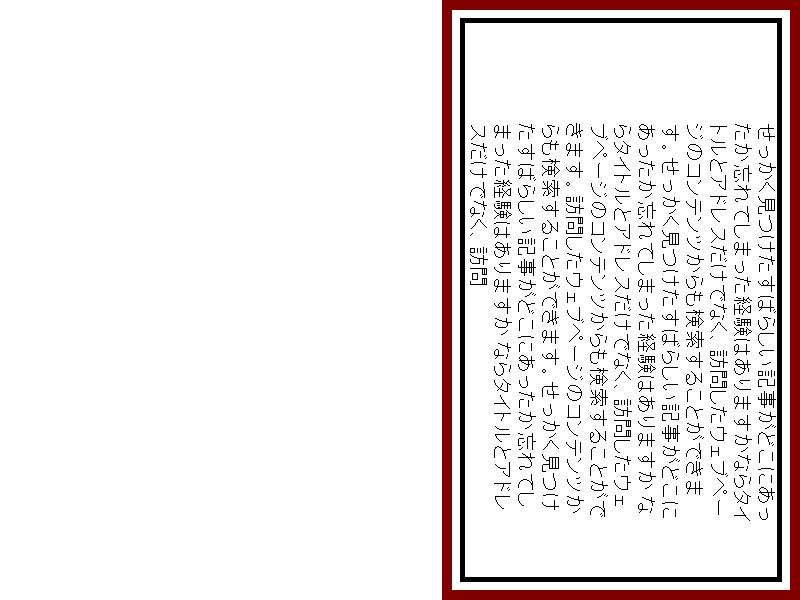 せっかく見つけたすばらしい記事がどこにあっ
たか忘れてしまった経験はありますかならタイ
トルとアドレスだけでなく、訪問したウェブペー
ジのコンテンツからも検索することができま
す。せっかく見つけたすばらしい記事がどこに
あったか忘れてしまった経験はありますかな
らタイトルとアドレスだけでなく、訪問したウェ
ブページのコンテンツからも検索することがで
きます。訪問したウェブページのコンテンツか
らも検索することができます。せっかく見つけ
たすばらしい記事がどこにあったか忘れてし
まった経験はありますかならタイトルとアドレ
スだけでなく、訪問